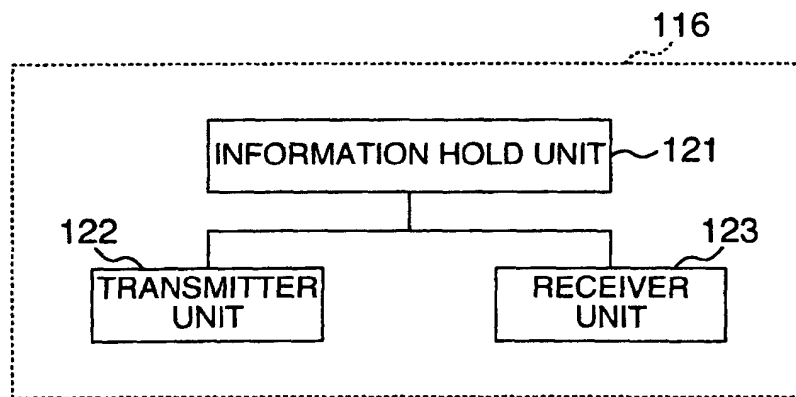 116
INFORMATION HOLD UNIT
121
122
123
TRANSMITTER
UNIT
RECEIVER
UNIT